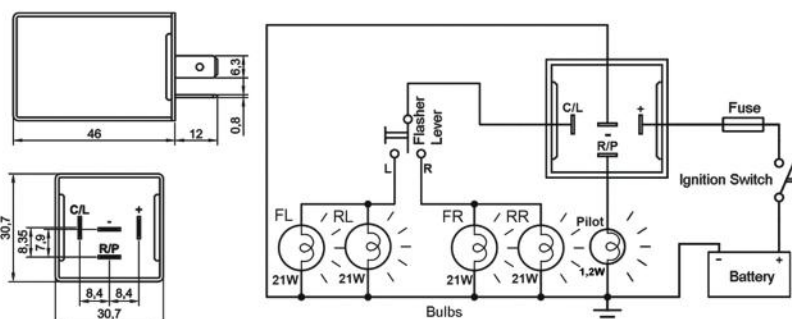 46
12
6,3
0,8
C/L
-
+
R/P
30,7
8,35
7,9
8,4
8,4
30,7
C/L
-
+
R/P
Fuse
Ignition Switch
Flasher
Lever
L
R
FL
RL
FR
RR
Pilot
21W
21W
21W
21W
1,2W
Bulbs
-
+
Battery